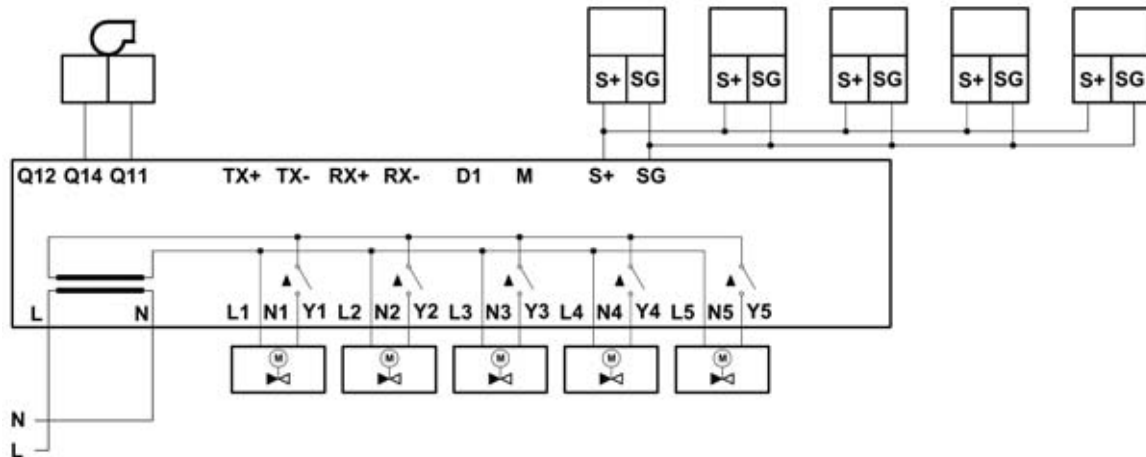 S+ SG S+ SG S+ SG S+ SG S+ SG
Q12 Q14 Q11 TX+ TX- RX+ RX- D1 M S+ SG
L N L1 N1 Y1 L2 N2 Y2 L3 N3 Y3 L4 N4 Y4 L5 N5 Y5
M M M M M
N
L